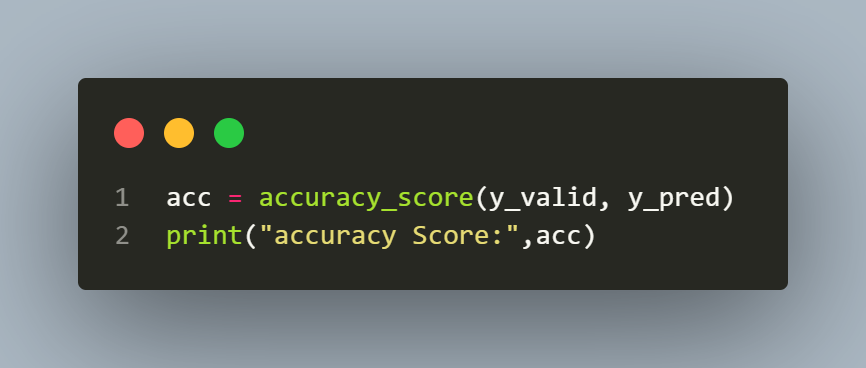 1 acc = accuracy_score(y_valid, y_pred)
2 print("accuracy Score:",acc)